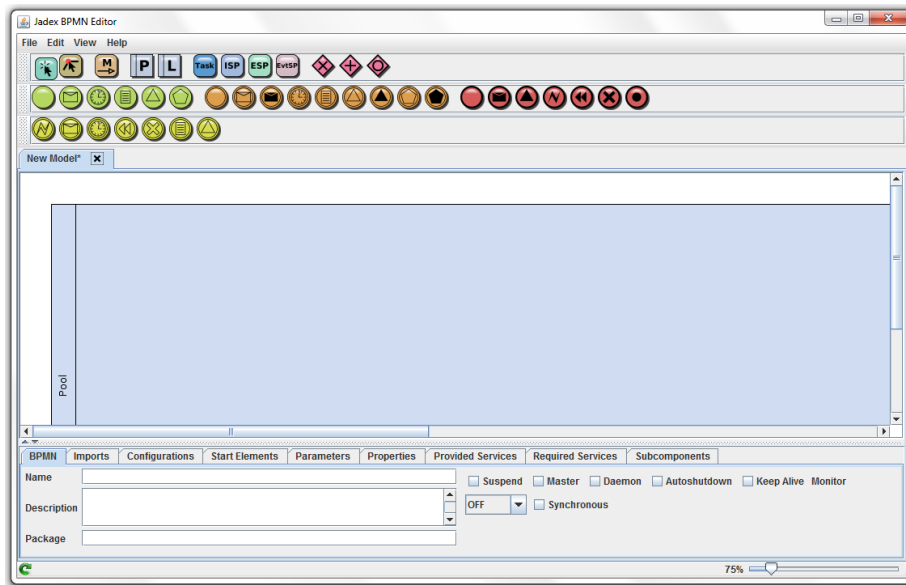 Jadex BPMN Editor
File Edit View Help
M P L Task ISP ESP EvtSP
New Model*
Pool
BPMN Imports Configurations Start Elements Parameters Properties Provided Services Required Services Subcomponents
Name Suspend Master Daemon Autoshutdown Keep Alive Monitor
Description OFF Synchronous
Package
75%